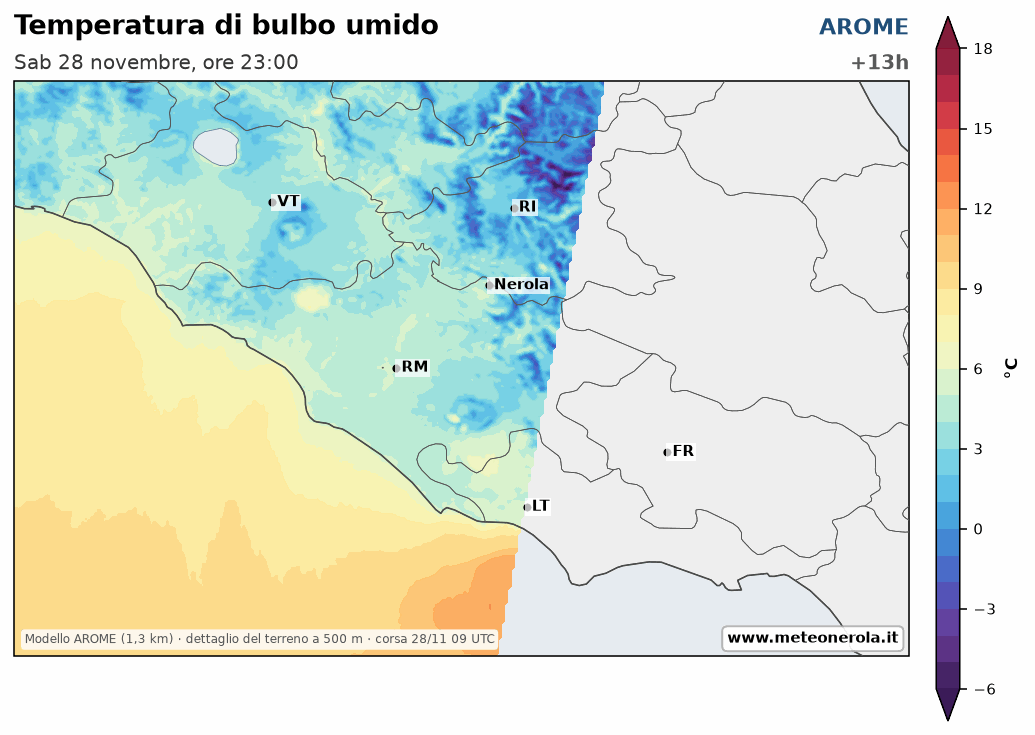 Temperatura di bulbo umido
AROME
Sab 28 novembre, ore 23:00
+13h
VT
RI
Nerola
RM
FR
LT
Modello AROME (1,3 km) · dettaglio del terreno a 500 m · corsa 28/11 09 UTC
www.meteonerola.it
18
15
12
9
6
3
0
−3
−6
°C